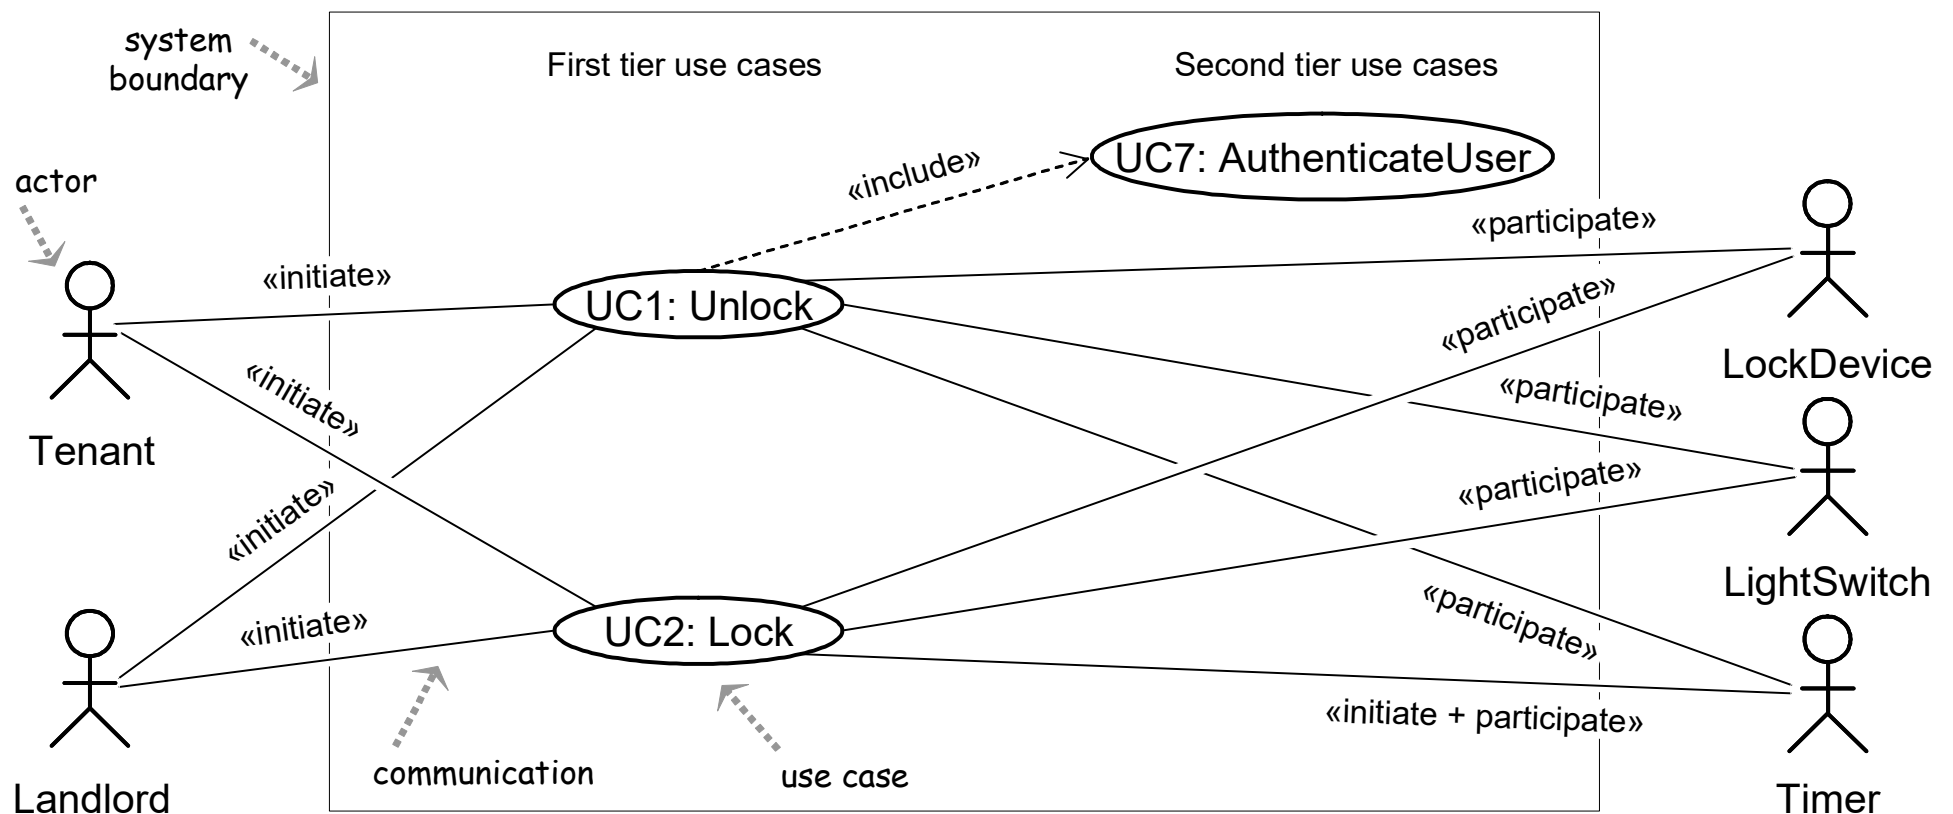 system
boundary
First tier use cases
Second tier use cases
UC7: AuthenticateUser
«include»
actor
«participate»
«initiate»
UC1: Unlock
«participate»
LockDevice
«initiate»
«participate»
Tenant
«participate»
«initiate»
LightSwitch
«participate»
«initiate»
UC2: Lock
«initiate + participate»
communication
use case
Landlord
Timer